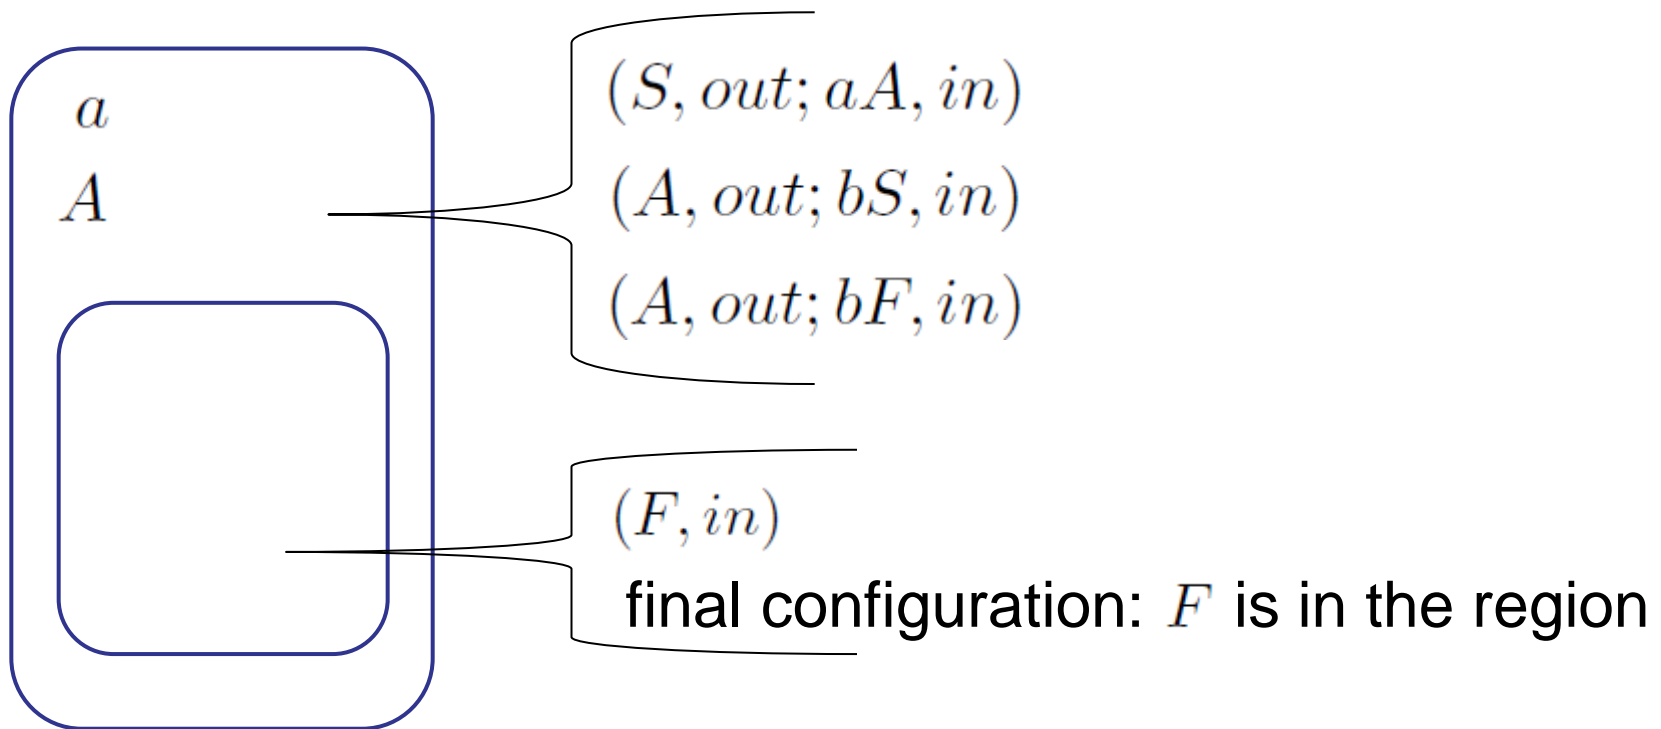 a
A
(S, out; aA, in)
(A, out; bS, in)
(A, out; bF, in)
(F, in)
final configuration: F is in the region